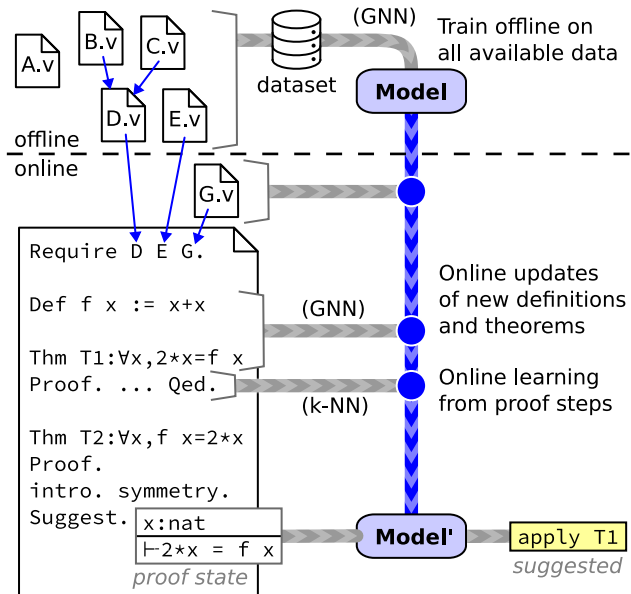 (GNN)
Train offline on
all available data
A.v
B.v
C.v
dataset
Model
D.v
E.v
offline
online
G.v
Require D E G.
Def f x := x+x
(GNN)
Online updates
of new definitions
and theorems
Thm T1:∀x,2*x=f x
Proof. ... Qed.
(k-NN)
Online learning
from proof steps
Thm T2:∀x,f x=2*x
Proof.
intro. symmetry.
Suggest.
x:nat
⊢2*x = f x
proof state
Model'
apply T1
suggested